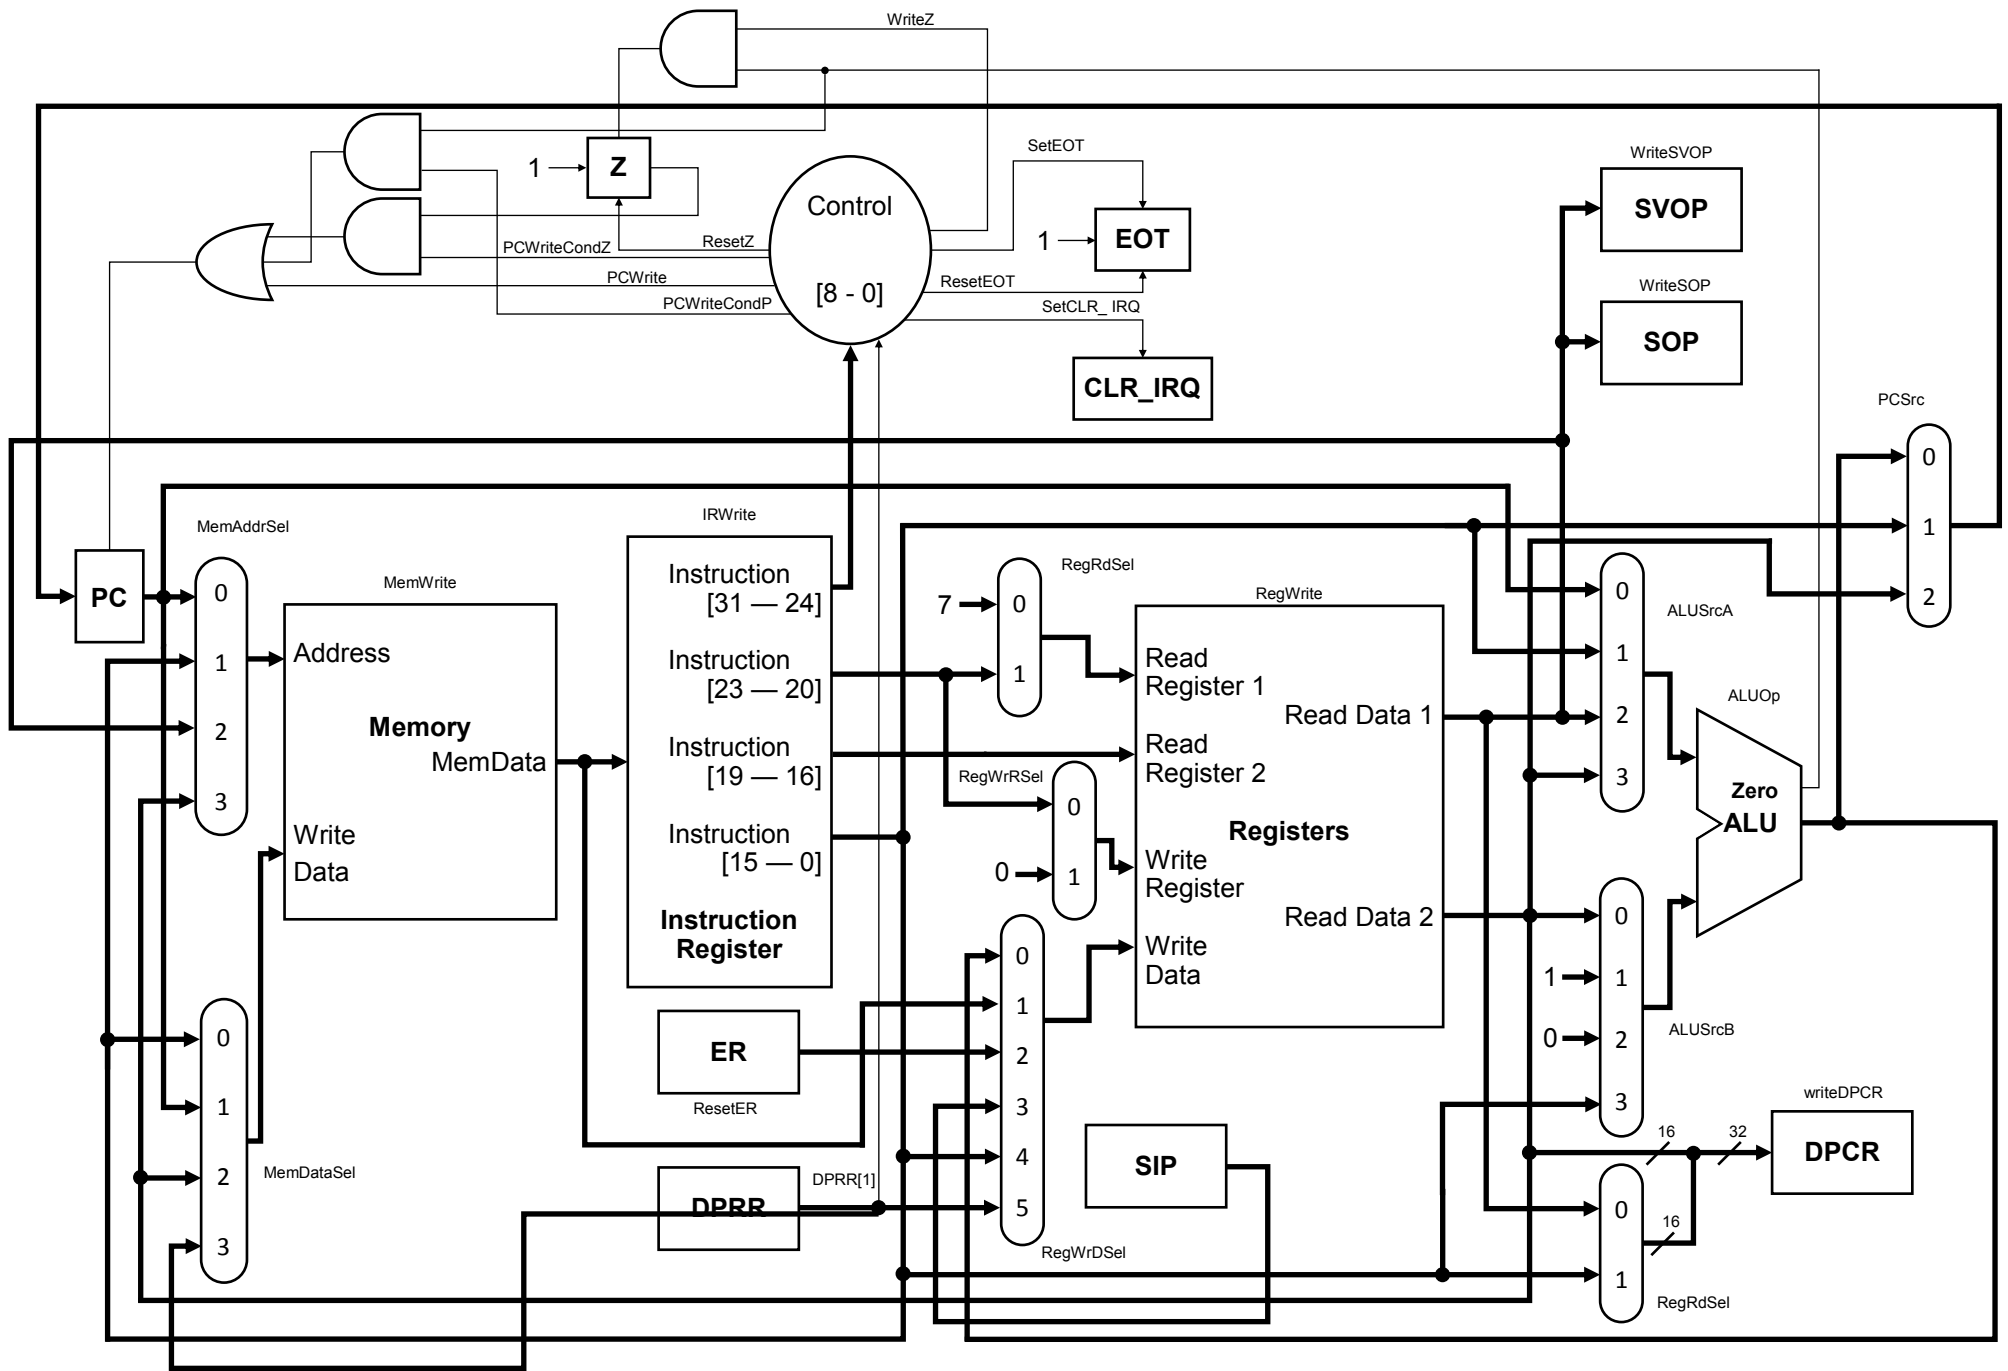 WriteZ
SetEOT
WriteSVOP
1
Z
Control
SVOP
1
EOT
PCWriteCondZ
ResetZ
PCWrite
ResetEOT
[8 - 0]
WriteSOP
PCWriteCondP
SetCLR_ IRQ
SOP
CLR_IRQ
PCSrc
0
1
2
MemAddrSel
0
1
2
3
PC
MemWrite
Address
Memory
MemData
Write
Data
IRWrite
Instruction
[31 — 24]
Instruction
[23 — 20]
Instruction
[19 — 16]
Instruction
[15 — 0]
Instruction
Register
RegRdSel
7
0
1
RegWrRSel
0
0
1
RegWrite
Read
Register 1
Read Data 1
Read
Register 2
Registers
Write
Register
Read Data 2
Write
Data
ALUSrcA
0
1
2
3
ALUOp
Zero
ALU
0
1
1
0
2
3
ALUSrcB
MemDataSel
0
1
2
3
ER
ResetER
DPRR
DPRR[1]
0
1
2
3
4
5
RegWrDSel
SIP
writeDPCR
16
32
DPCR
0
16
1
RegRdSel